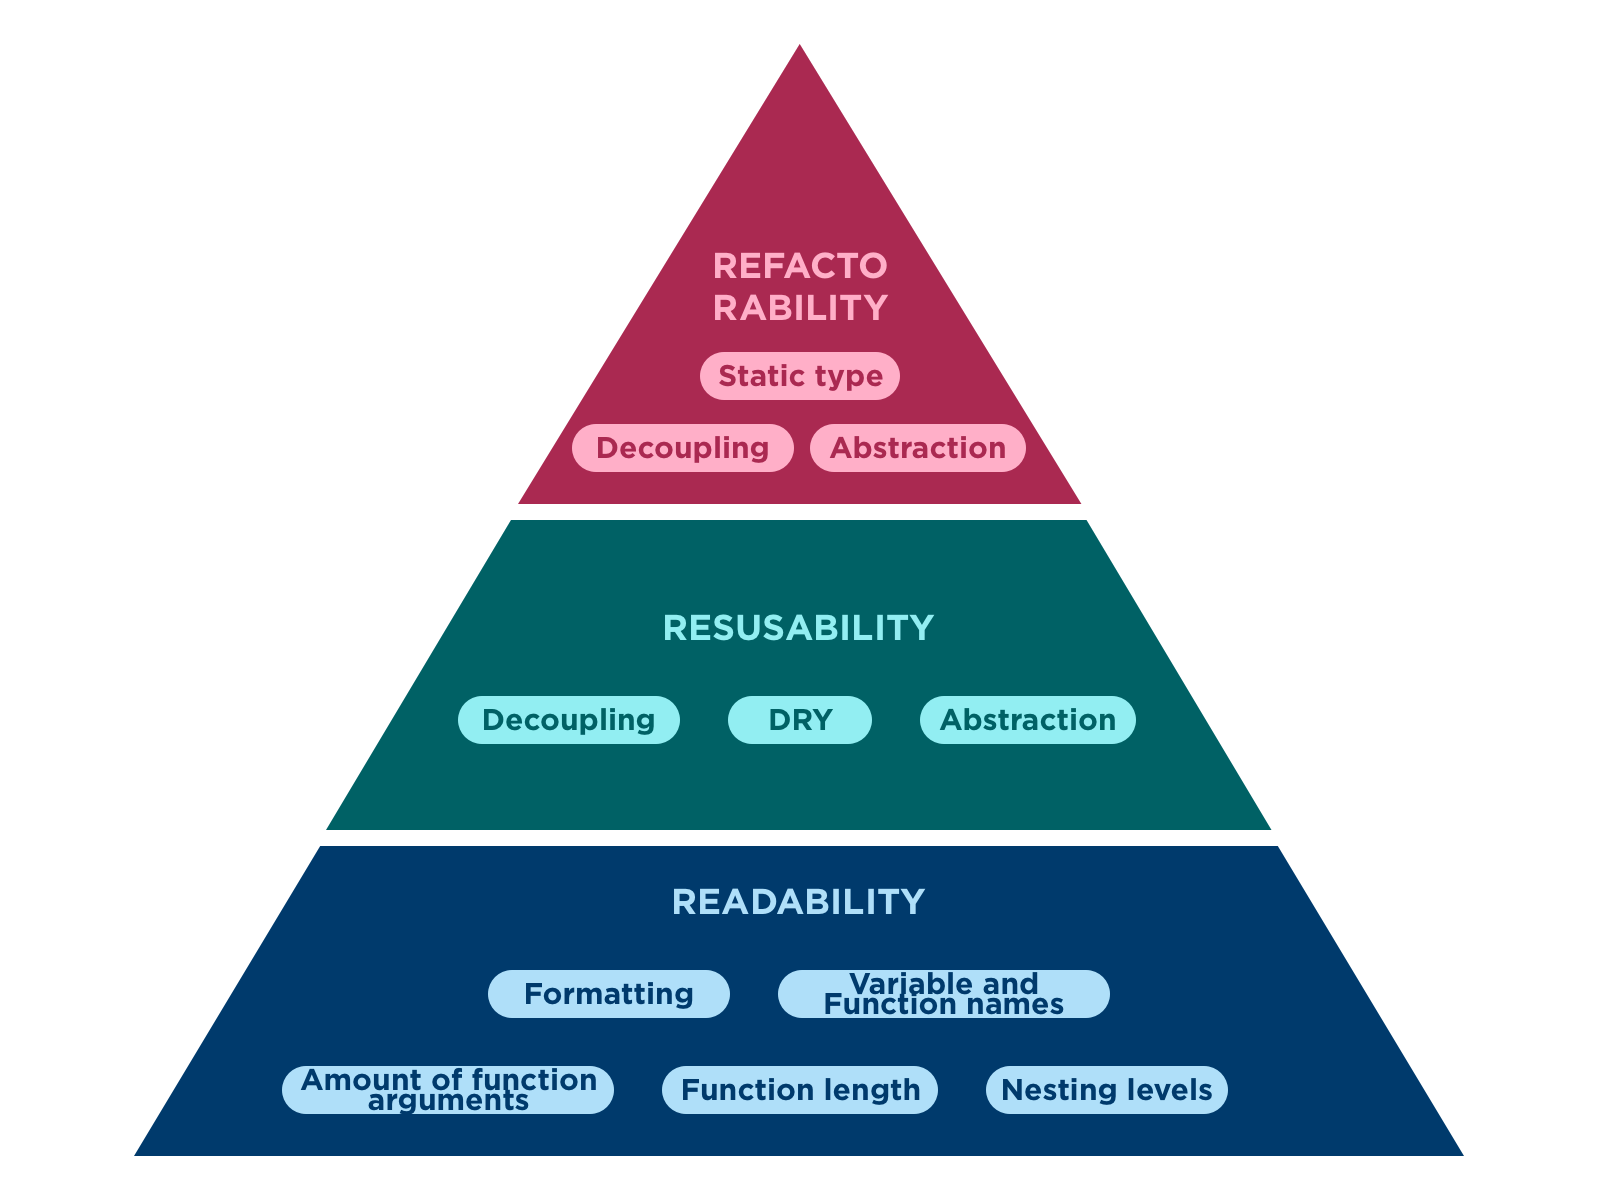 REFACTO
RABILITY
Static type
Decoupling Abstraction
RESUSABILITY
Decoupling DRY Abstraction
READABILITY
Formatting
Variable and
Function names
Amount of function
arguments
Function length
Nesting levels